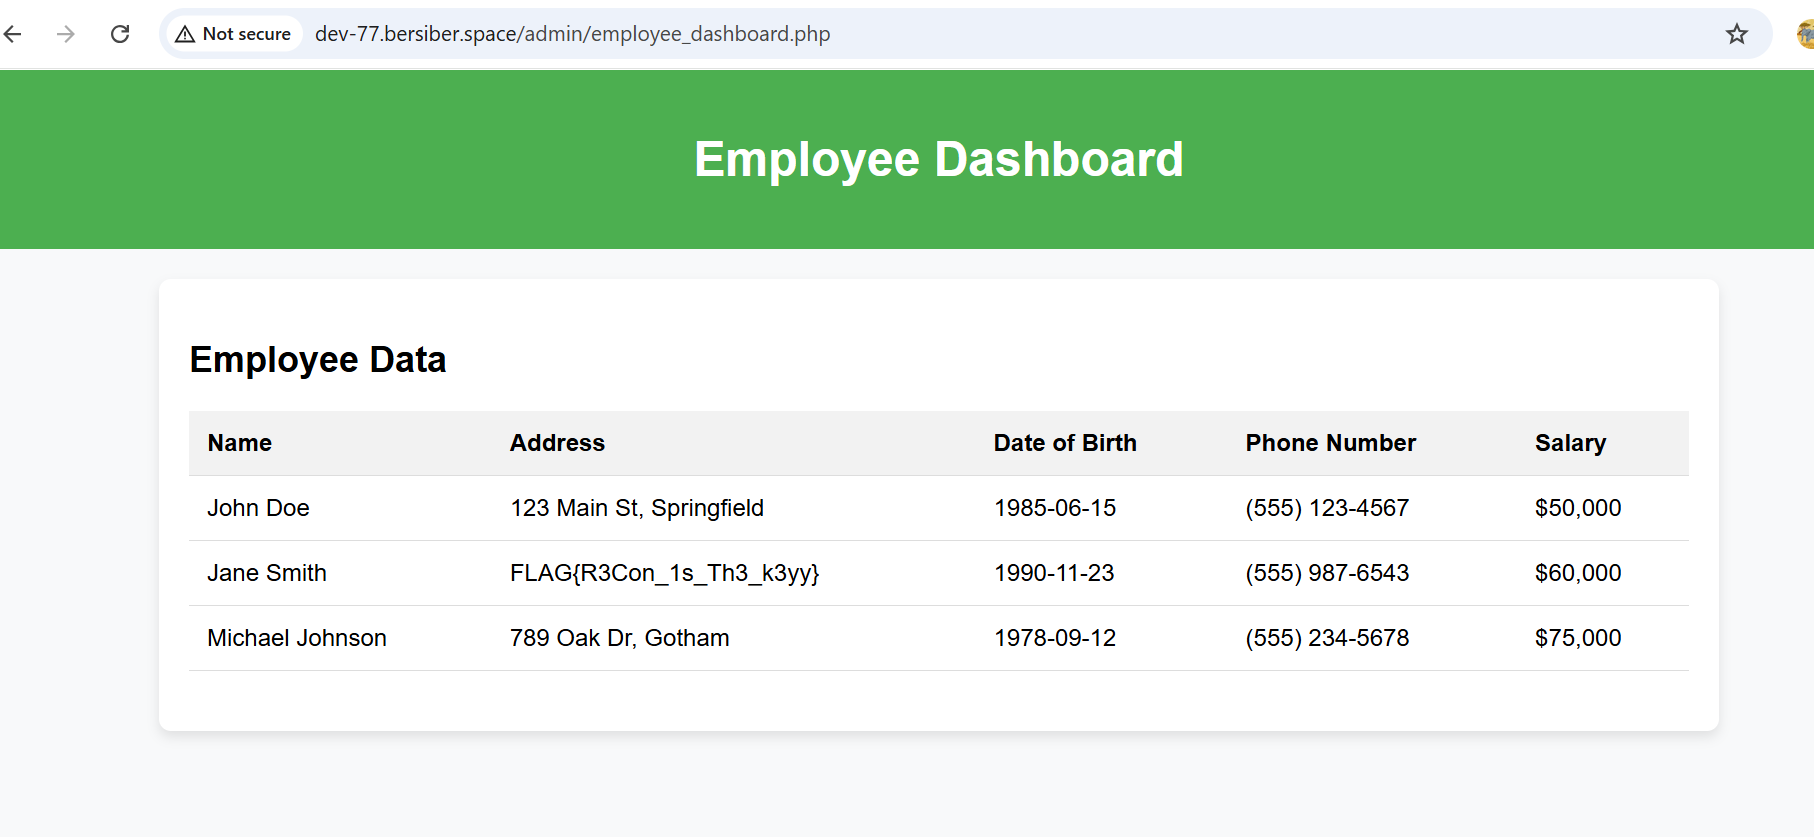 Not secure dev-77.bersiber.space/admin/employee_dashboard.php
Employee Dashboard
Employee Data
Name Address Date of Birth Phone Number Salary
John Doe 123 Main St, Springfield 1985-06-15 (555) 123-4567 $50,000
Jane Smith FLAG{R3Con_1s_Th3_k3yy} 1990-11-23 (555) 987-6543 $60,000
Michael Johnson 789 Oak Dr, Gotham 1978-09-12 (555) 234-5678 $75,000